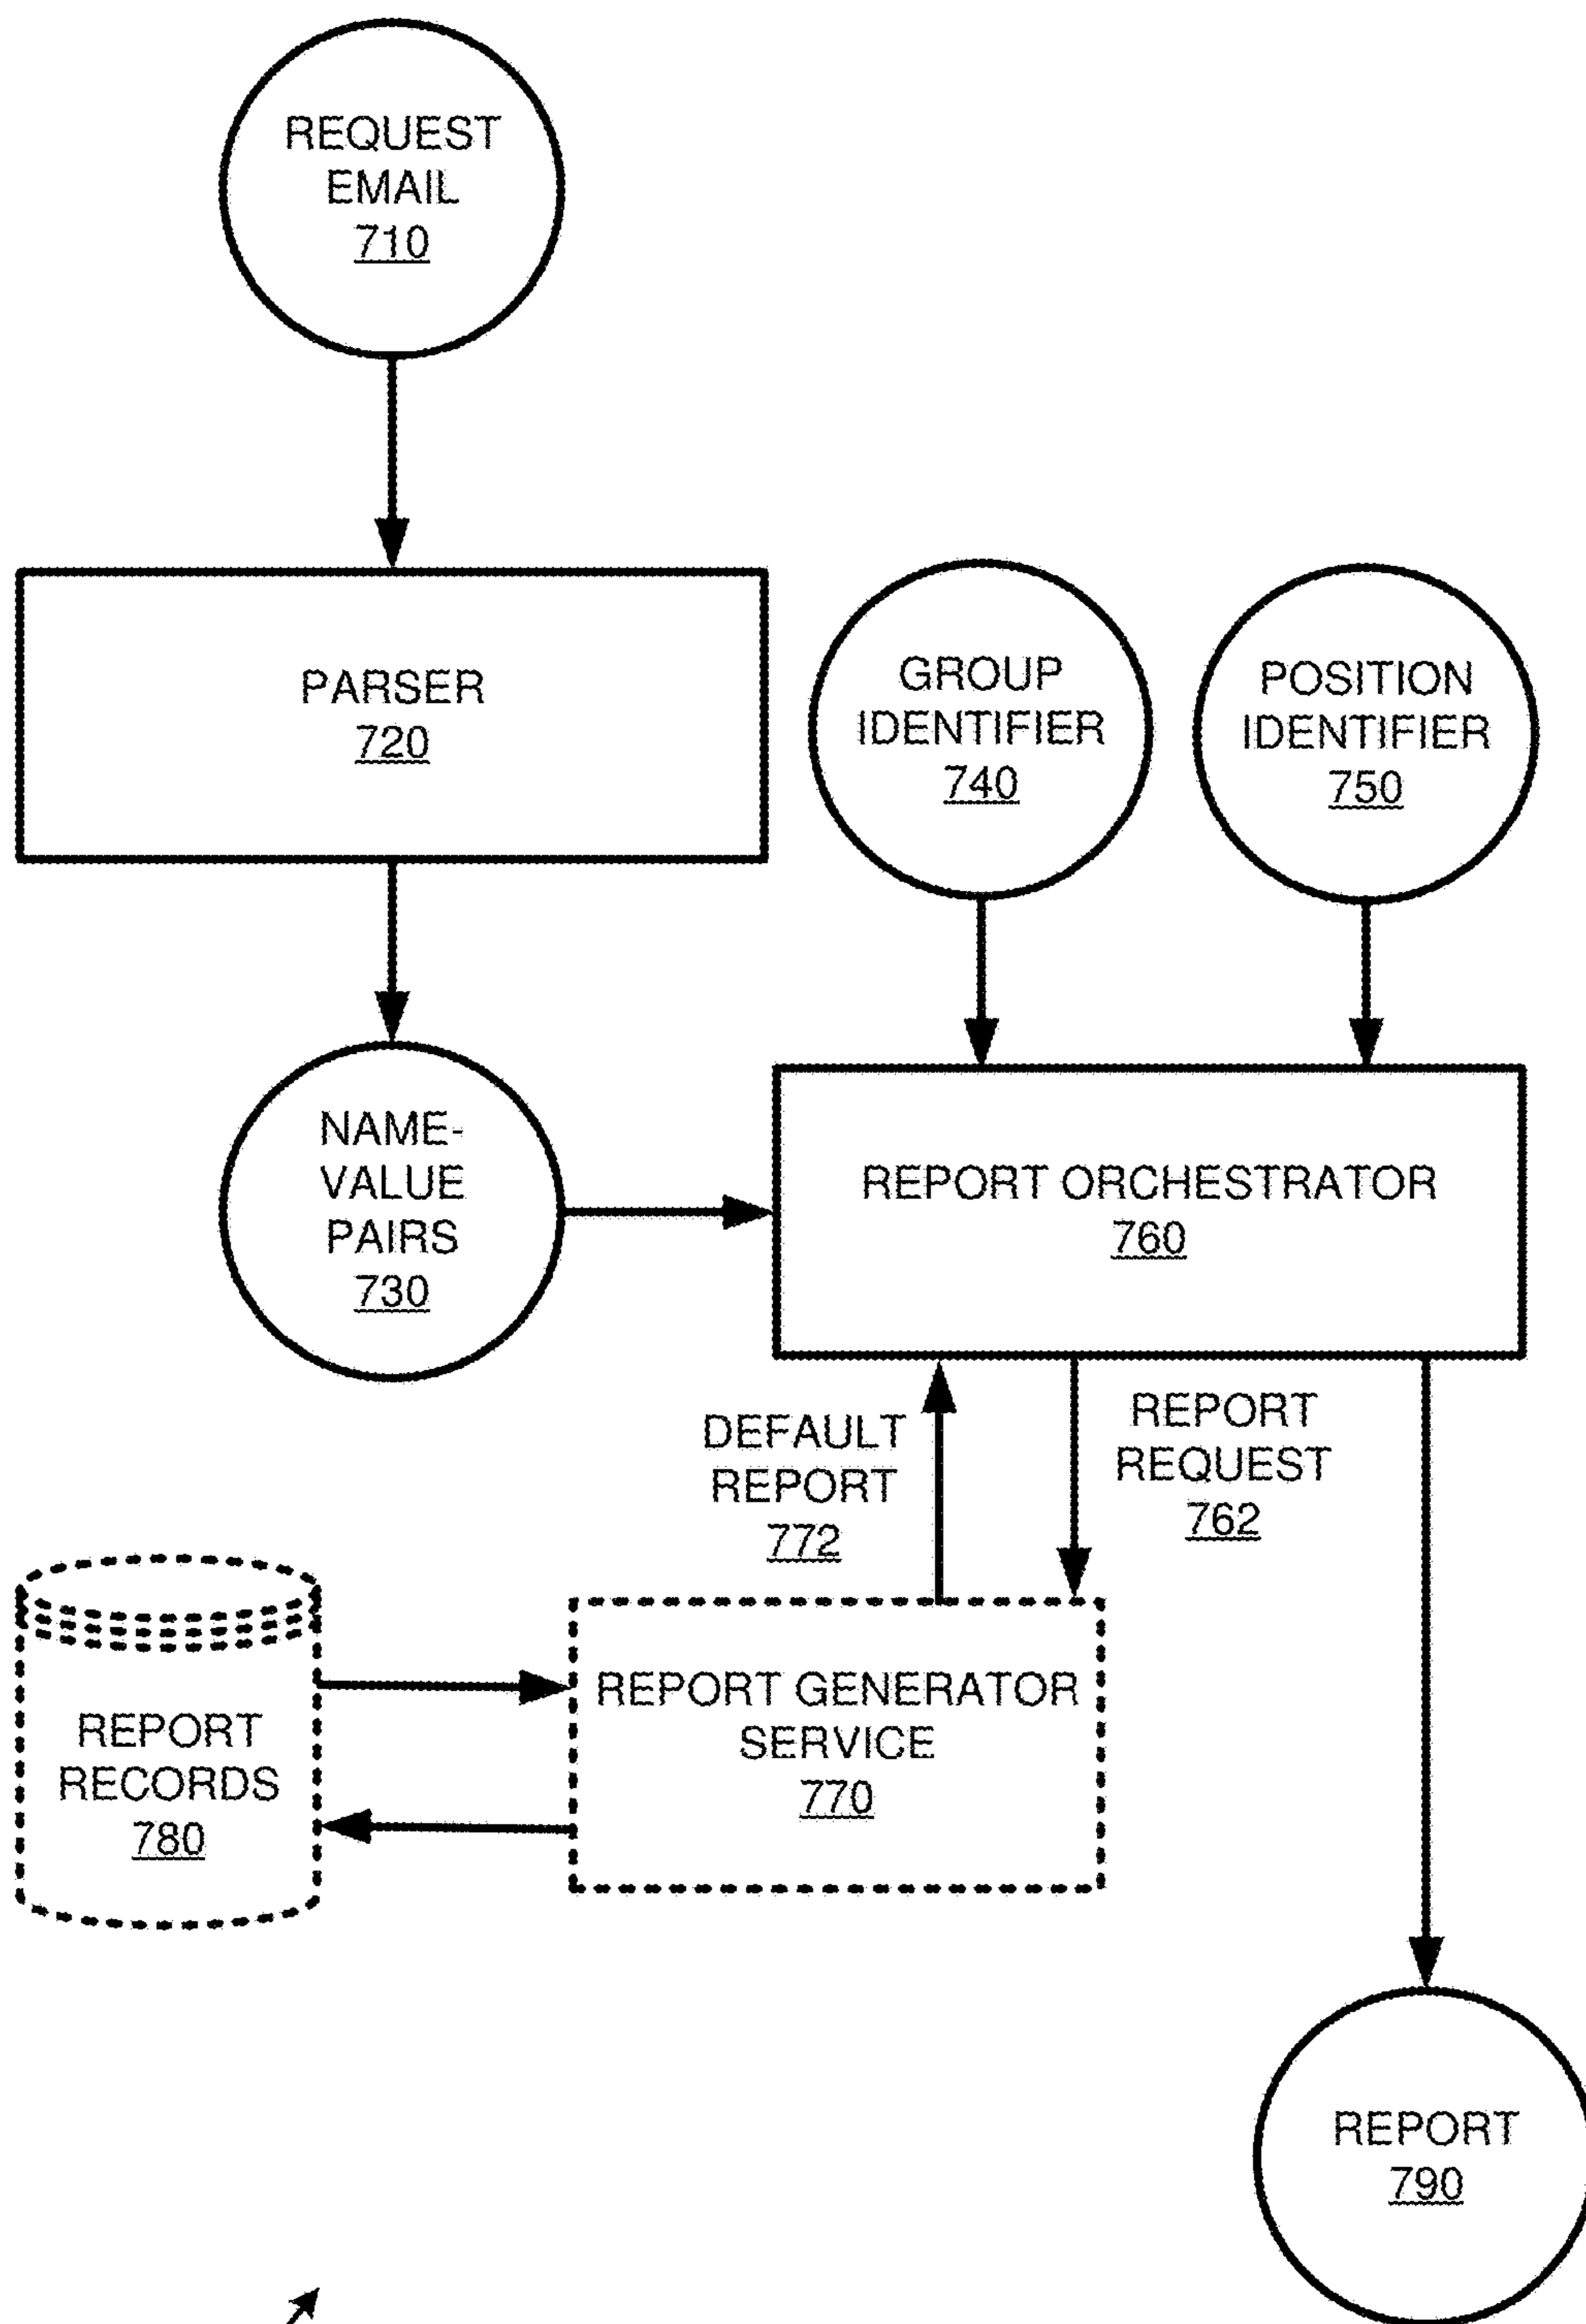 REQUEST
EMAIL
710
PARSER
720
GROUP
IDENTIFIER
740
POSITION
IDENTIFIER
750
NAME-
VALUE
PAIRS
730
REPORT ORCHESTRATOR
760
DEFAULT
REPORT
772
REPORT
REQUEST
762
REPORT
RECORDS
780
REPORT GENERATOR
SERVICE
770
REPORT
790